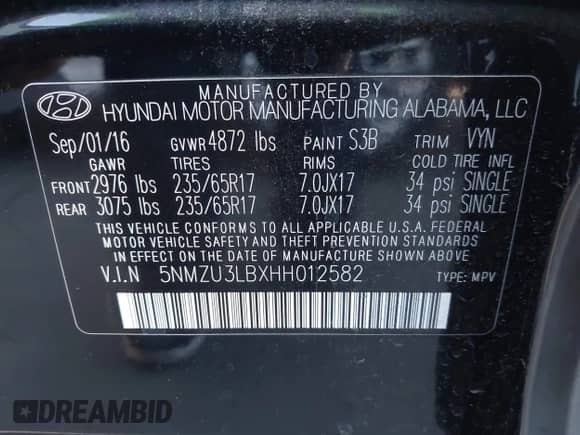 MANUFACTURED BY
HYUNDAI MOTOR MANUFACTURING ALABAMA, LLC
Sep/01/16 GVWR 4872 lbs PAINT S3B TRIM VYN
GAWR TIRES RIMS COLD TIRE INFL
FRONT 2976 lbs 235/65R17 7.0JX17 34 psi SINGLE
REAR 3075 lbs 235/65R17 7.0JX17 34 psi SINGLE
THIS VEHICLE CONFORMS TO ALL APPLICABLE U.S.A. FEDERAL
MOTOR VEHICLE SAFETY, BUMPER, AND THEFT PREVENTION STANDARDS
IN EFFECT ON THE DATE OF MANUFACTURE SHOWN ABOVE
V.I.N 5NMZU3LBXHH012582 TYPE: MPV
DREAMBID